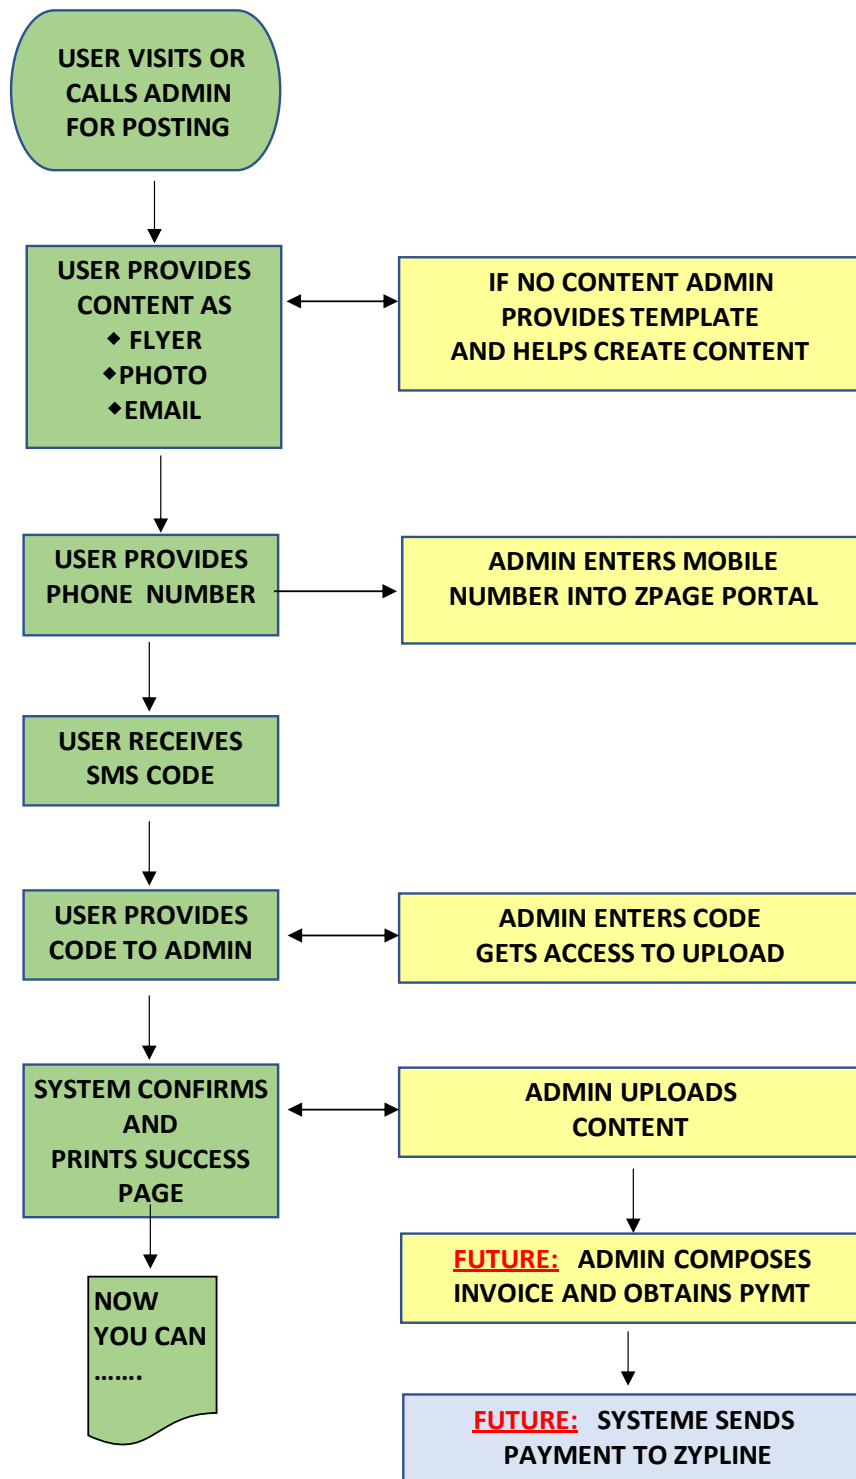 USER VISITS OR
CALLS ADMIN
FOR POSTING
USER PROVIDES
CONTENT AS
◆ FLYER
◆PHOTO
◆EMAIL
IF NO CONTENT ADMIN
PROVIDES TEMPLATE
AND HELPS CREATE CONTENT
USER PROVIDES
PHONE NUMBER
ADMIN ENTERS MOBILE
NUMBER INTO ZPAGE PORTAL
USER RECEIVES
SMS CODE
USER PROVIDES
CODE TO ADMIN
ADMIN ENTERS CODE
GETS ACCESS TO UPLOAD
SYSTEM CONFIRMS
AND
PRINTS SUCCESS
PAGE
ADMIN UPLOADS
CONTENT
FUTURE: ADMIN COMPOSES
INVOICE AND OBTAINS PYMT
NOW
YOU CAN
…….
FUTURE: SYSTEME SENDS
PAYMENT TO ZYPLINE